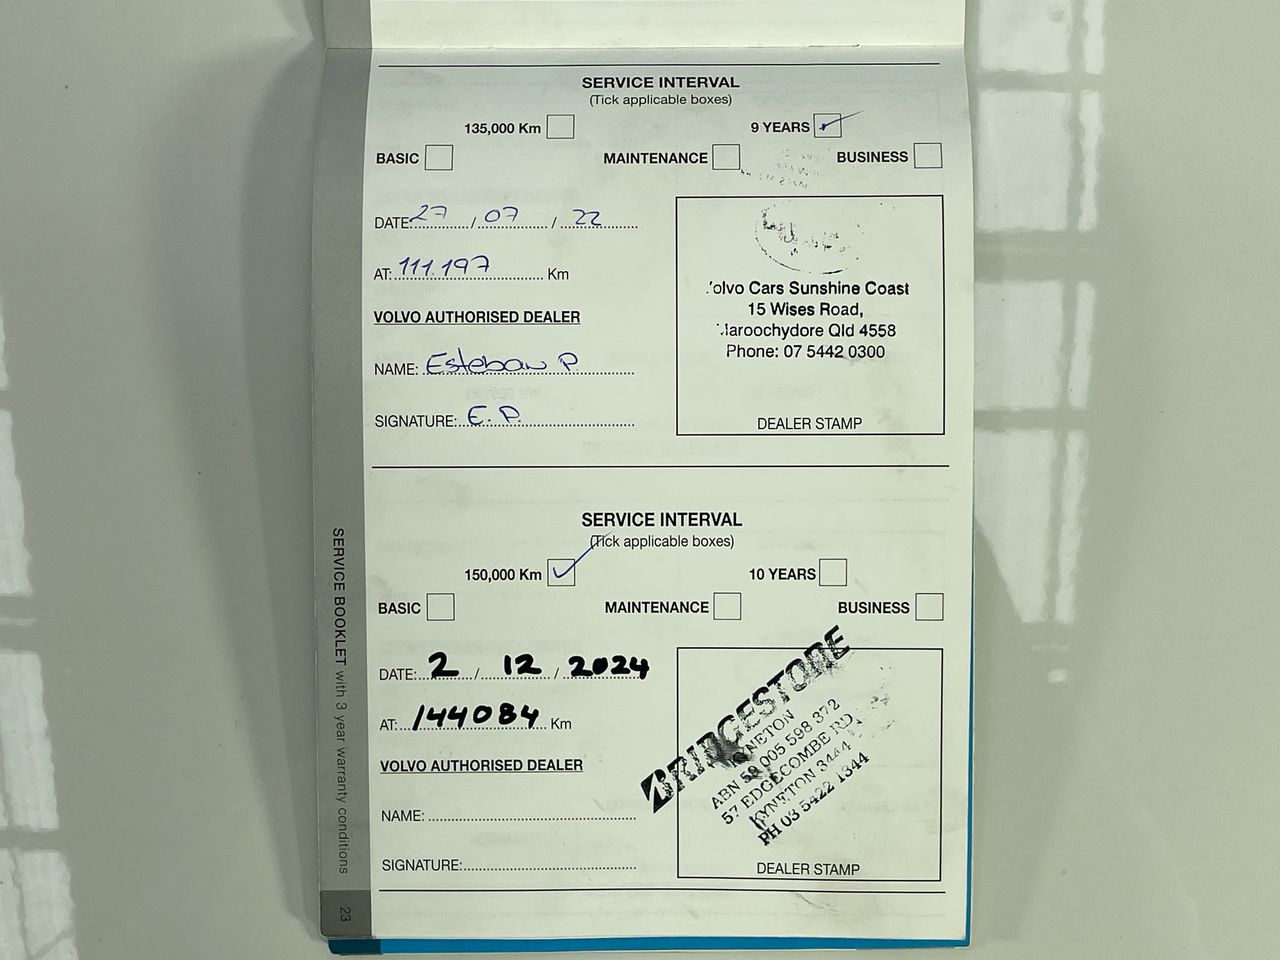 SERVICE INTERVAL
(Tick applicable boxes)
135,000 Km 9 YEARS
BASIC MAINTENANCE BUSINESS
DATE: 27 / 07 / 22
AT: 111.197 Km
VOLVO AUTHORISED DEALER
NAME: Esteban P
SIGNATURE: E. P.
olvo Cars Sunshine Coast
15 Wises Road,
aroochydore Qld 4558
Phone: 07 5442 0300
DEALER STAMP
SERVICE INTERVAL
(Tick applicable boxes)
150,000 Km 10 YEARS
BASIC MAINTENANCE BUSINESS
DATE: 2 / 12 / 2024
AT: 144084 Km
VOLVO AUTHORISED DEALER
NAME:
SIGNATURE:
BRIDGESTONE
KYNETON
ABN 59 005 598 372
57 EDGECOMBE RD
KYNETON 3444
PH 03 5422 1344
DEALER STAMP
SERVICE BOOKLET with 3 year warranty conditions
23